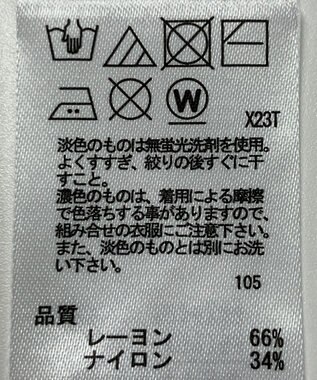 W
X23T
淡色のものは無蛍光洗剤を使用。
よくすすぎ、絞りの後すぐに干
すこと。
濃色のものは、着用による摩擦
で色落ちする事がありますので、
組み合せの衣服にご注意下さい。
また、淡色のものとは別にお洗
い下さい。
105
品質
レーヨン 66%
ナイロン 34%